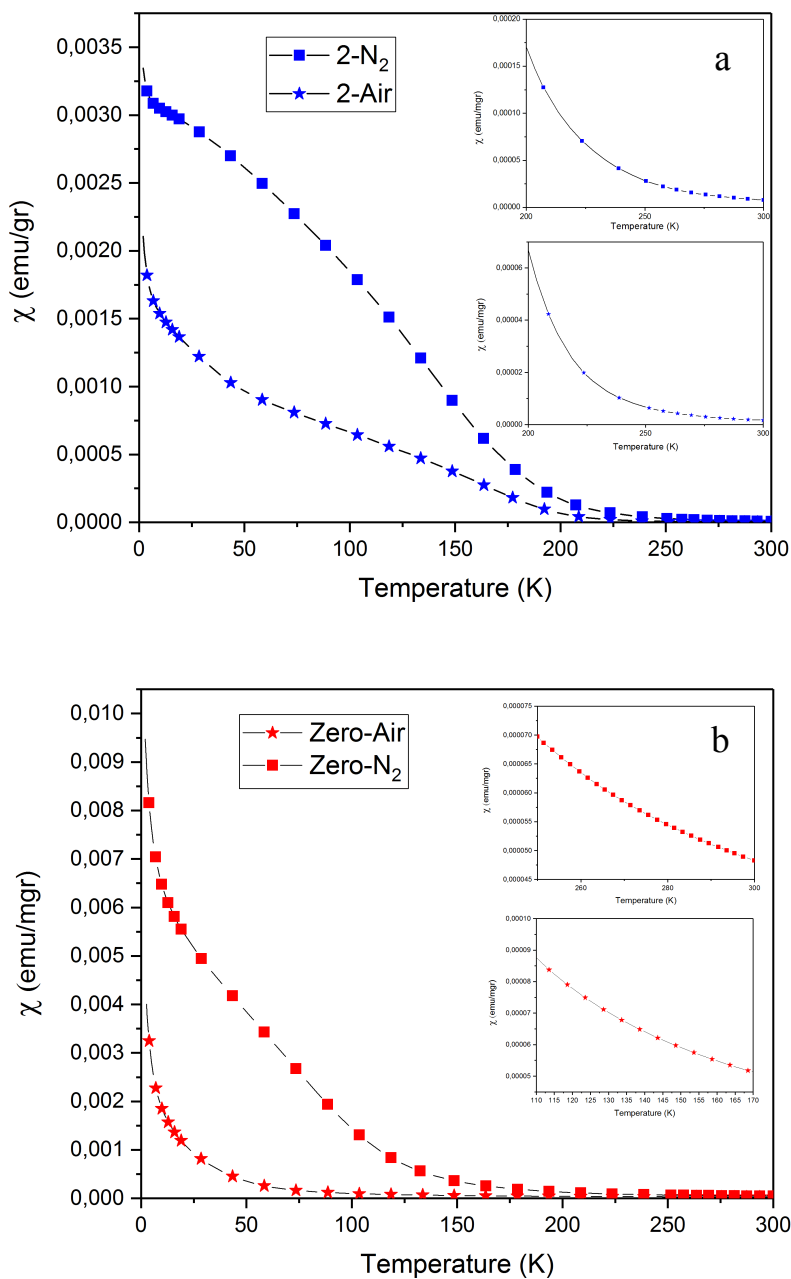 0,0035
0,0030
0,0025
0,0020
0,0015
0,0010
0,0005
0,0000
χ (emu/gr)
0 50 100 150 200 250 300
Temperature (K)
2-N₂
2-Air
a
0,00020
0,00015
0,00010
0,00005
0,00000
χ (emu/mgr)
200 250 300
Temperature (K)
0,00006
0,00004
0,00002
0,00000
χ (emu/mgr)
200 250 300
Temperature (K)
0,010
0,009
0,008
0,007
0,006
0,005
0,004
0,003
0,002
0,001
0,000
χ (emu/mgr)
0 50 100 150 200 250 300
Temperature (K)
Zero-Air
Zero-N₂
b
0,000075
0,000070
0,000065
0,000060
0,000055
0,000050
0,000045
χ (emu/mgr)
260 280 300
Temperature (K)
0,00010
0,00009
0,00008
0,00007
0,00006
0,00005
χ (emu/mgr)
110 115 120 125 130 135 140 145 150 155 160 165 170
Temperature (K)